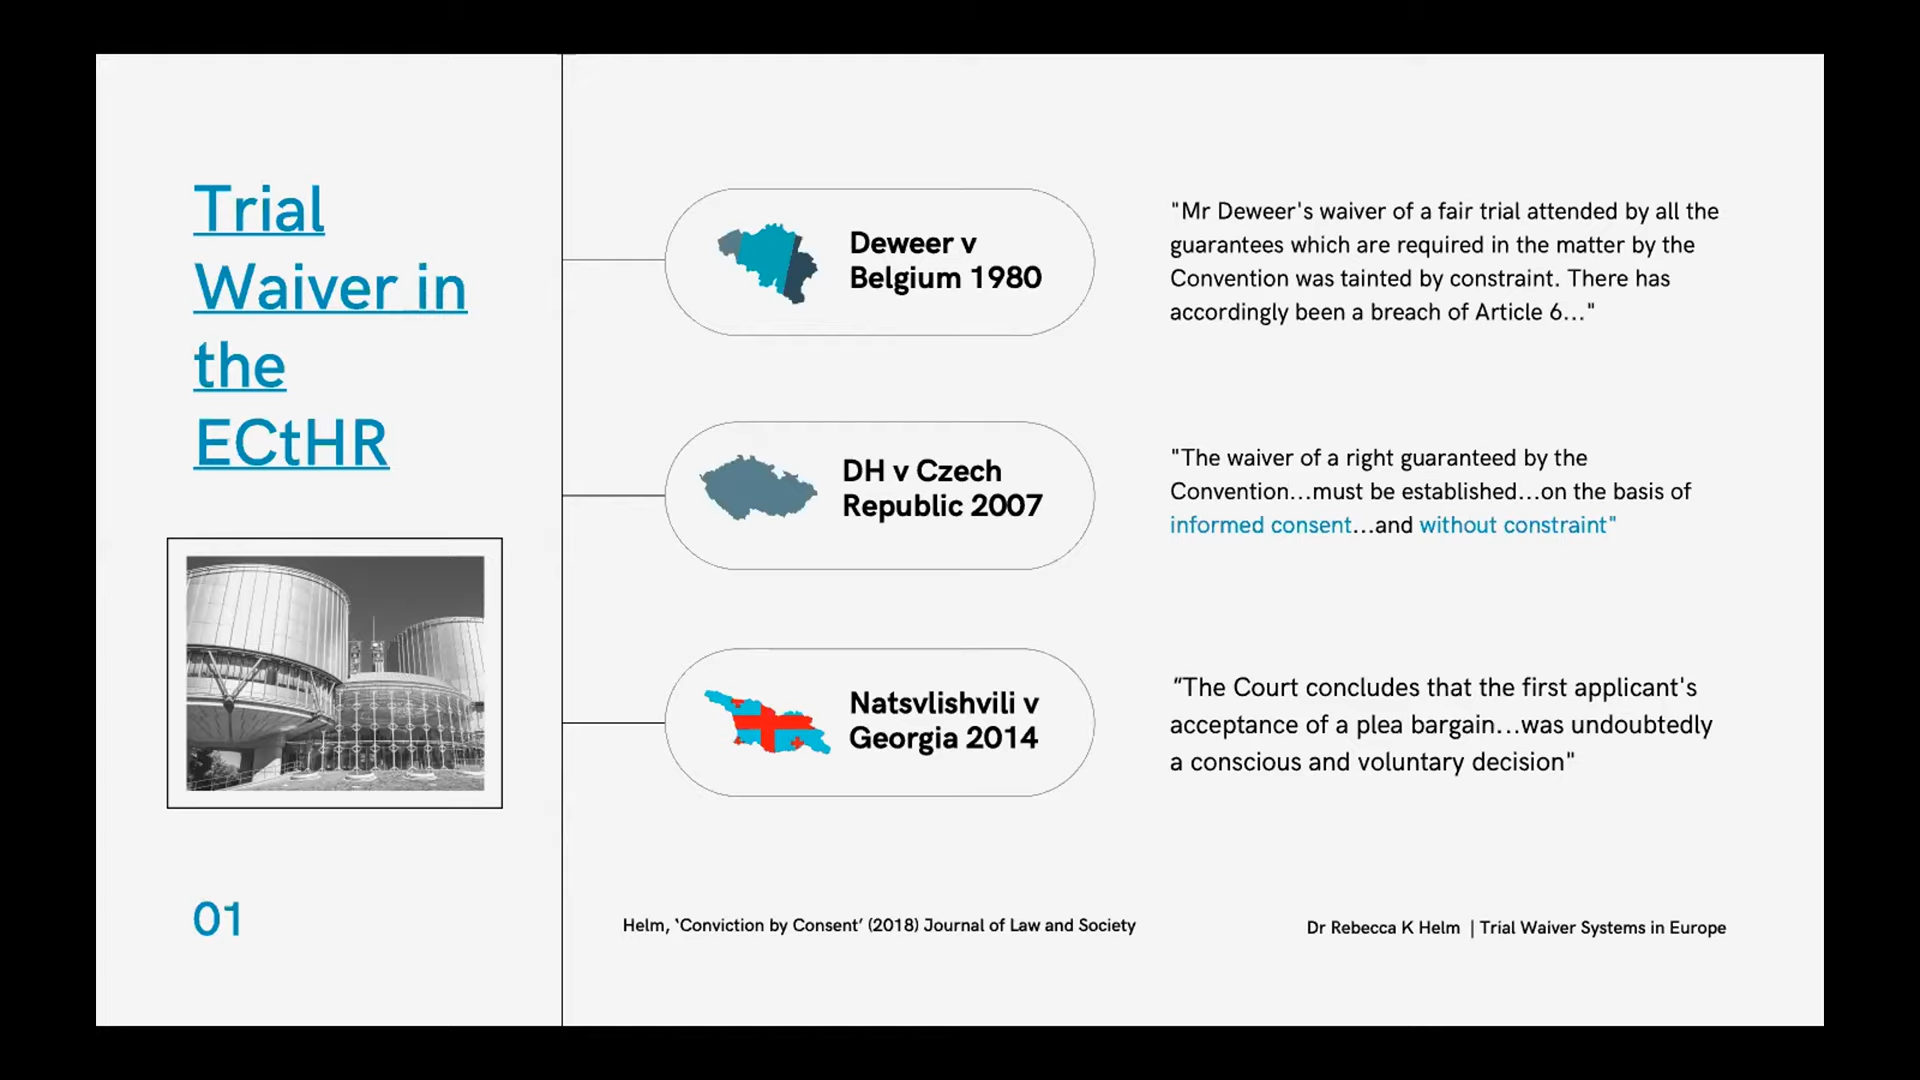 Trial
Waiver in
the
ECtHR
01
Deweer v
Belgium 1980
"Mr Deweer's waiver of a fair trial attended by all the
guarantees which are required in the matter by the
Convention was tainted by constraint. There has
accordingly been a breach of Article 6..."
DH v Czech
Republic 2007
"The waiver of a right guaranteed by the
Convention...must be established...on the basis of
informed consent...and without constraint"
Natsvlishvili v
Georgia 2014
“The Court concludes that the first applicant's
acceptance of a plea bargain...was undoubtedly
a conscious and voluntary decision"
Helm, ‘Conviction by Consent’ (2018) Journal of Law and Society
Dr Rebecca K Helm | Trial Waiver Systems in Europe